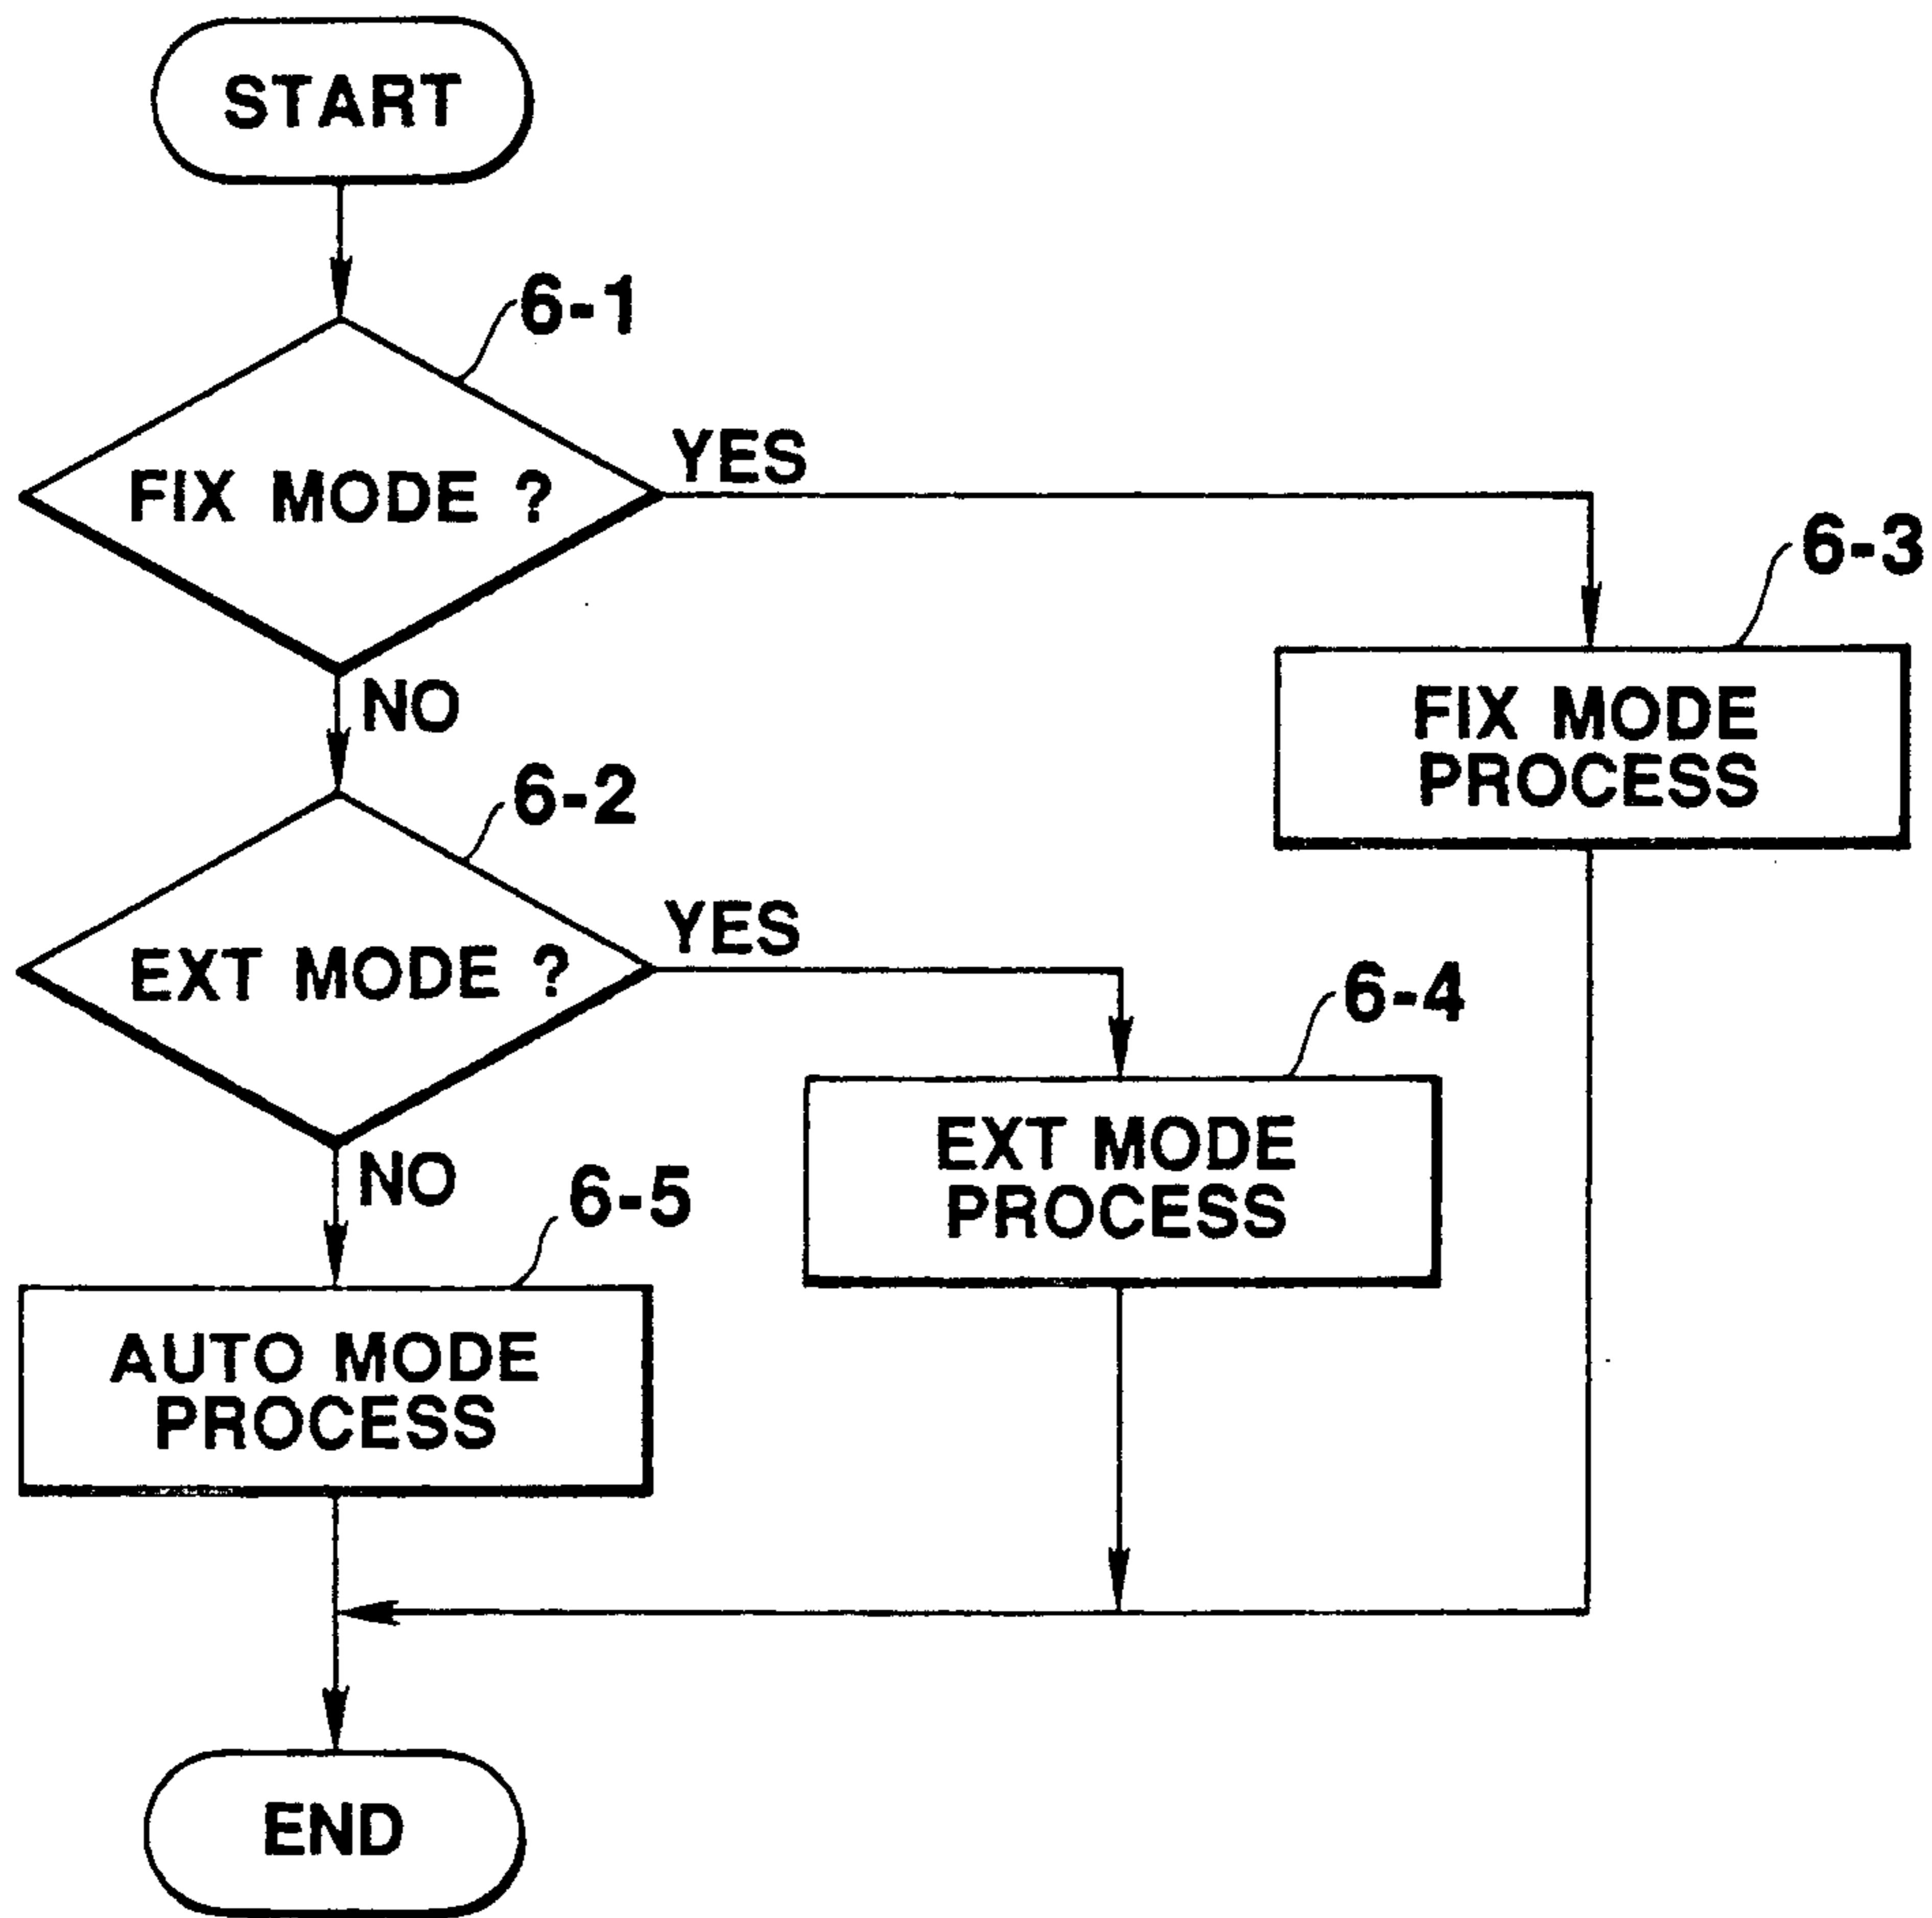 START
6-1
FIX MODE ?
YES
6-3
NO
FIX MODE
PROCESS
6-2
EXT MODE ?
YES
6-4
NO
EXT MODE
PROCESS
6-5
AUTO MODE
PROCESS
END